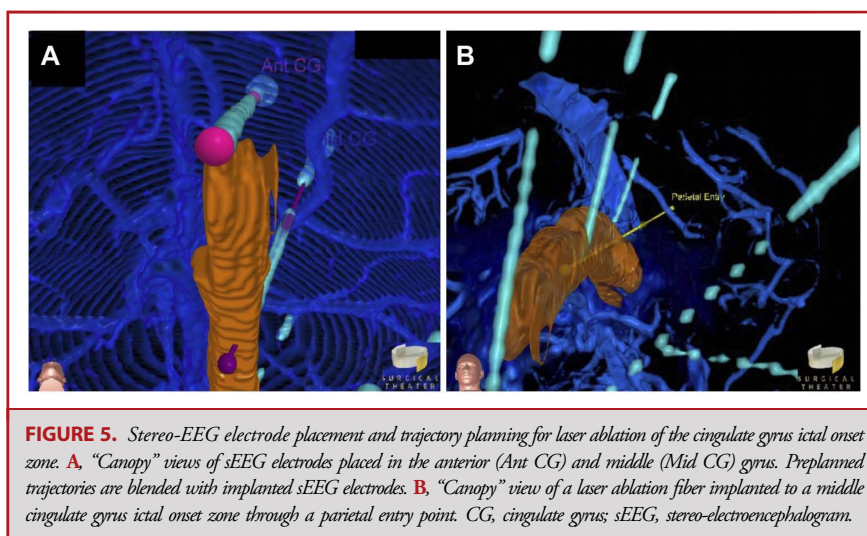 A
Ant CG
Mid CG
SURGICAL
THEATER
B
Parietal Entry
SURGICAL
THEATER
FIGURE 5. Stereo-EEG electrode placement and trajectory planning for laser ablation of the cingulate gyrus ictal onset
zone. A, “Canopy” views of sEEG electrodes placed in the anterior (Ant CG) and middle (Mid CG) gyrus. Preplanned
trajectories are blended with implanted sEEG electrodes. B, “Canopy” view of a laser ablation fiber implanted to a middle
cingulate gyrus ictal onset zone through a parietal entry point. CG, cingulate gyrus; sEEG, stereo-electroencephalogram.